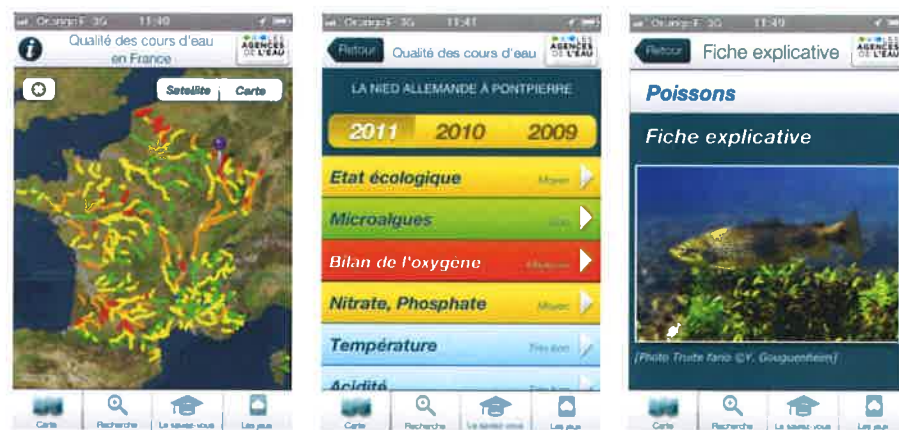 Orange F 3G 11:40
Qualité des cours d'eau
en France
LES
AGENCES
DE L'EAU
Satellite Carte
Carte Recherche Le saviez-vous Les jeux
Orange F 3G 11:41
Retour Qualité des cours d'eau
LES
AGENCES
DE L'EAU
LA NIED ALLEMANDE À PONTPIERRE
2011 2010 2009
Etat écologique Moyen
Microalgues Bon
Bilan de l'oxygène
Nitrate, Phosphate Moyen
Température Très bon
Acidité Très bon
Carte Recherche Le saviez-vous Les jeux
Orange F 3G 11:40
Retour Fiche explicative
LES
AGENCES
DE L'EAU
Poissons
Fiche explicative
[Photo Truite fario ©Y. Gouguenheim]
Carte Recherche Le saviez-vous Les jeux